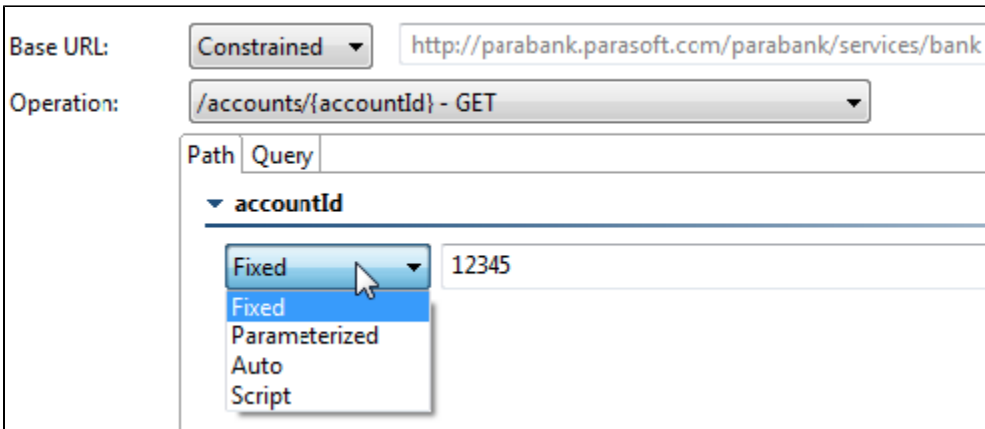 Base URL: Constrained http://parabank.parasoft.com/parabank/services/bank
Operation: /accounts/{accountId} - GET
Path Query
accountId
Fixed 12345
Fixed
Parameterized
Auto
Script